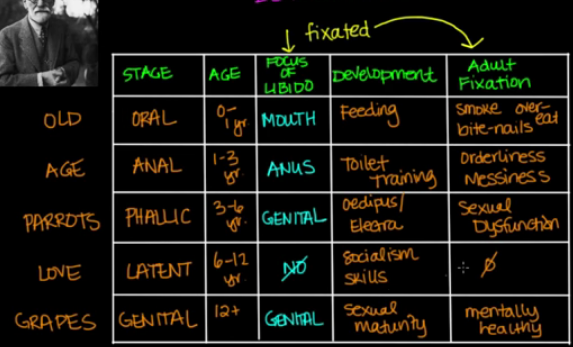 fixated
STAGE AGE FOCUS OF LIBIDO Development Adult Fixation
OLD ORAL 0-1 yr. MOUTH Feeding smoke over-eat bite-nails
AGE ANAL 1-3 yr. ANUS Toilet Training Orderliness Messiness
PARROTS PHALLIC 3-6 yr. GENITAL Oedipus/Electra Sexual Dysfunction
LOVE LATENT 6-12 yr. NO socialism skills ø
GRAPES GENITAL 12+ GENITAL sexual maturity mentally healthy